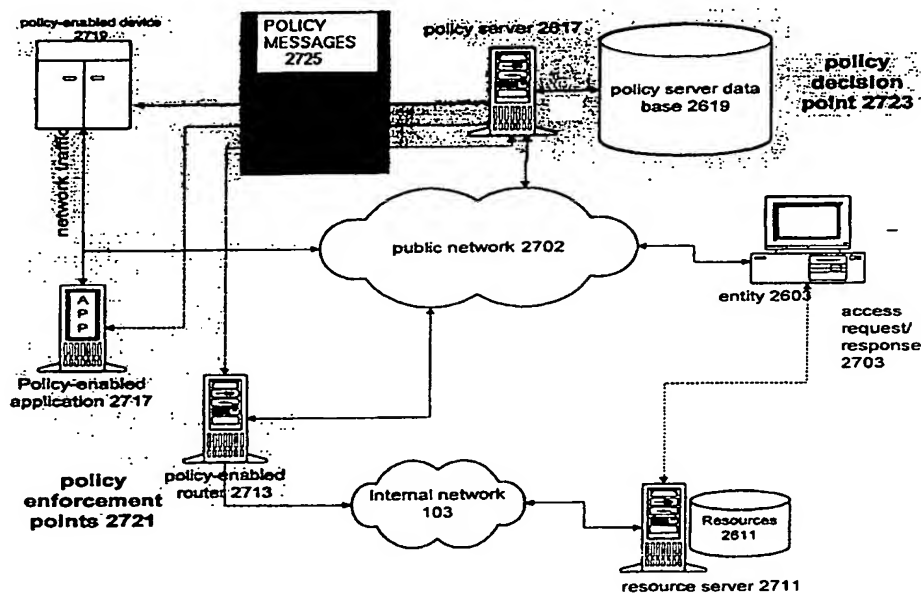 policy-enabled device
2719
POLICY
MESSAGES
2725
policy server 2617
policy server data
base 2619
policy
decision
point 2723
network traffic
public network 2702
entity 2603
access
request/
response
2703
A
P
P
Policy-enabled
application 2717
policy-enabled
router 2713
policy
enforcement
points 2721
Internal network
103
Resources
2611
resource server 2711